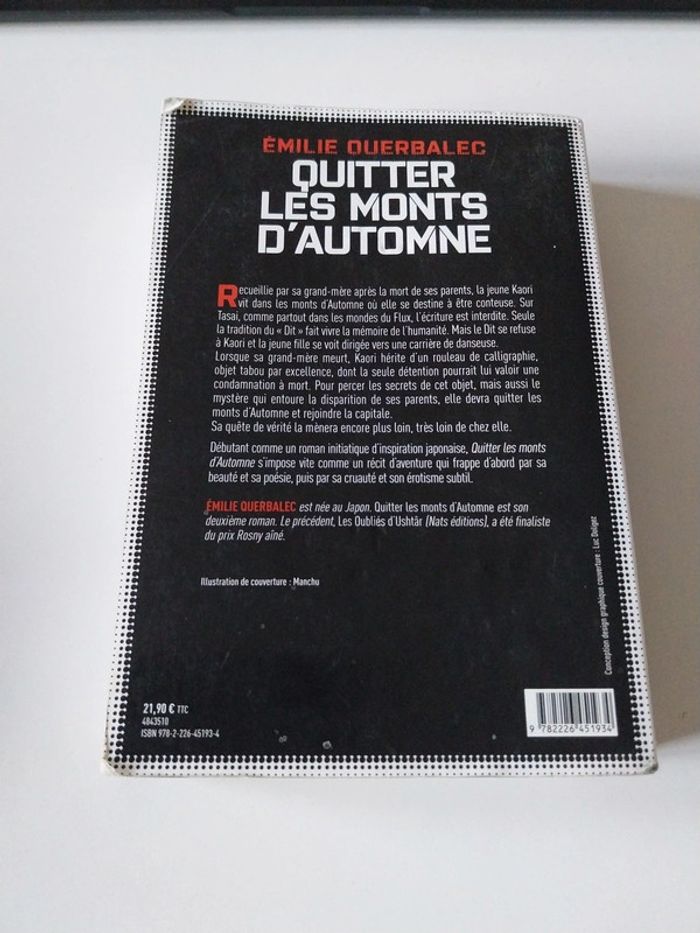 ÉMILIE QUERBALEC
QUITTER
LES MONTS
D'AUTOMNE
Recueillie par sa grand-mère après la mort de ses parents, la jeune Kaori
vit dans les monts d'Automne où elle se destine à être conteuse. Sur
Tasai, comme partout dans les mondes du Flux, l'écriture est interdite. Seule
la tradition du « Dit » fait vivre la mémoire de l'humanité. Mais le Dit se refuse
à Kaori et la jeune fille se voit dirigée vers une carrière de danseuse.
Lorsque sa grand-mère meurt, Kaori hérite d'un rouleau de calligraphie,
objet tabou par excellence, dont la seule détention pourrait lui valoir une
condamnation à mort. Pour percer les secrets de cet objet, mais aussi le
mystère qui entoure la disparition de ses parents, elle devra quitter les
monts d'Automne et rejoindre la capitale.
Sa quête de vérité la mènera encore plus loin, très loin de chez elle.
Débutant comme un roman initiatique d'inspiration japonaise, Quitter les monts
d'Automne s'impose vite comme un récit d'aventure qui frappe d'abord par sa
beauté et sa poésie, puis par sa cruauté et son érotisme subtil.
ÉMILIE QUERBALEC est née au Japon. Quitter les monts d'Automne est son
deuxième roman. Le précédent, Les Oubliés d'Ushtâr (Nats éditions), a été finaliste
du prix Rosny aîné.
Illustration de couverture : Manchu
Conception design graphique couverture : Luc Doligez
21,90 € TTC
4843510
ISBN 978-2-226-45193-4
9 782226 451934